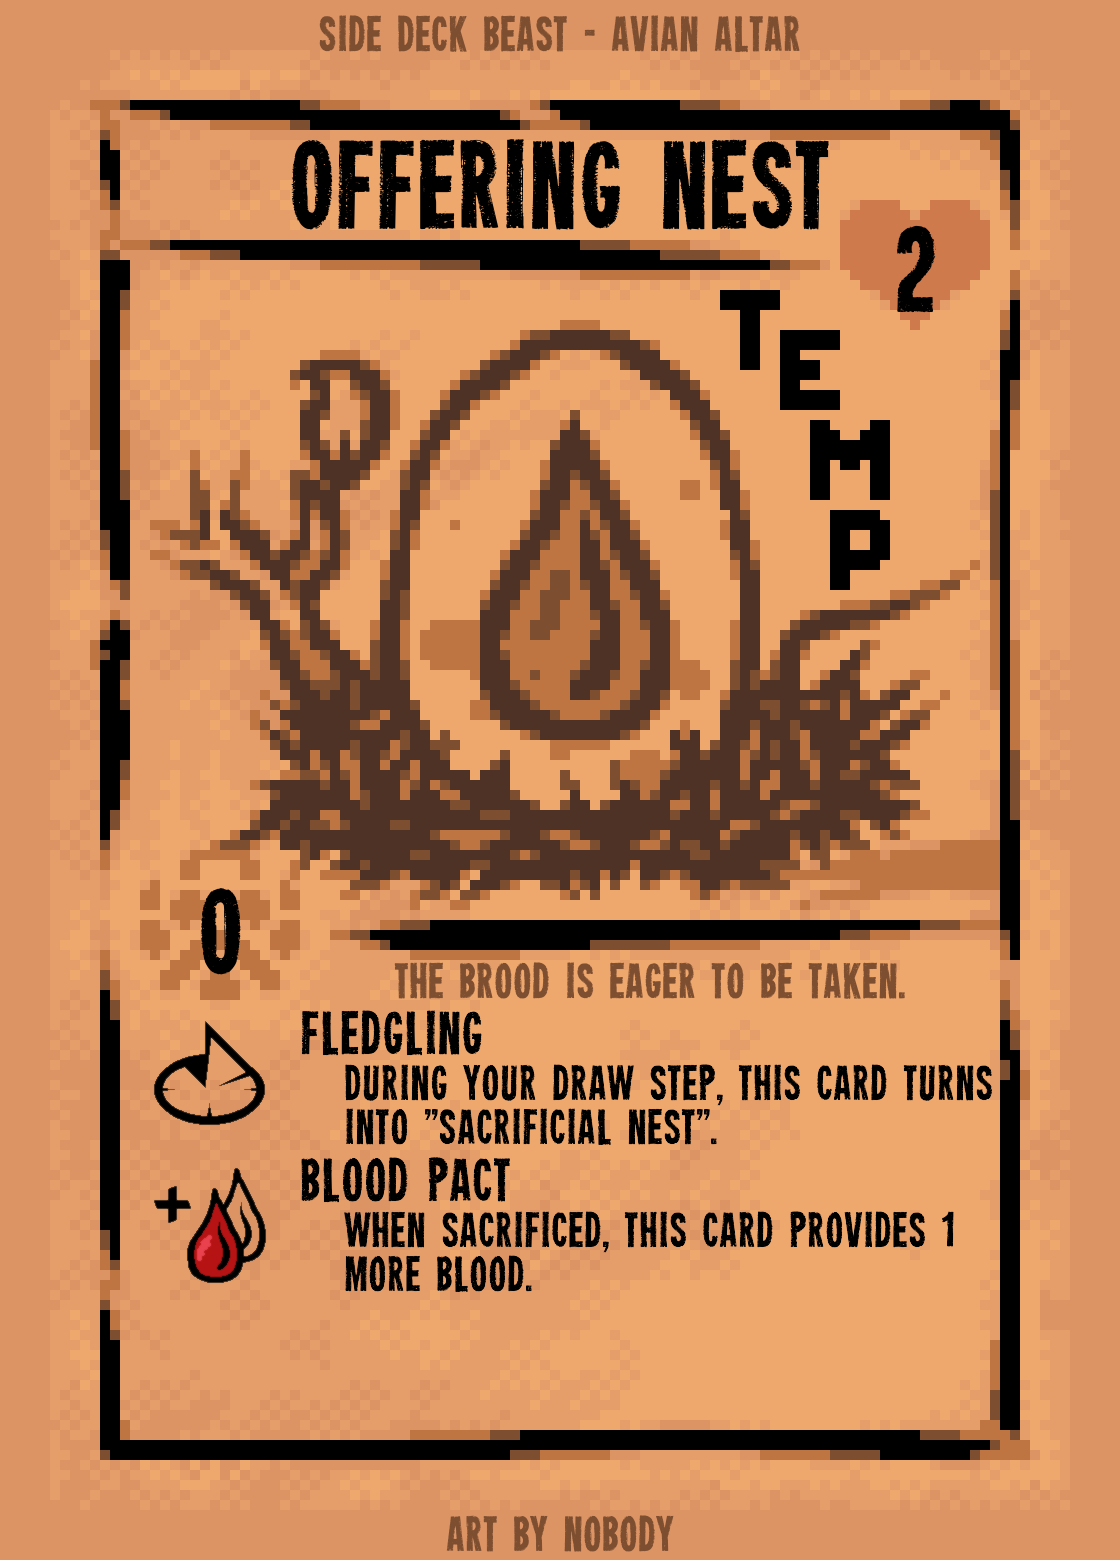 SIDE DECK BEAST - AVIAN ALTAR
OFFERING NEST
2
TEMP
0
THE BROOD IS EAGER TO BE TAKEN.
FLEDGLING
DURING YOUR DRAW STEP, THIS CARD TURNS
INTO ”SACRIFICIAL NEST”.
BLOOD PACT
+
WHEN SACRIFICED, THIS CARD PROVIDES 1
MORE BLOOD.
ART BY NOBODY